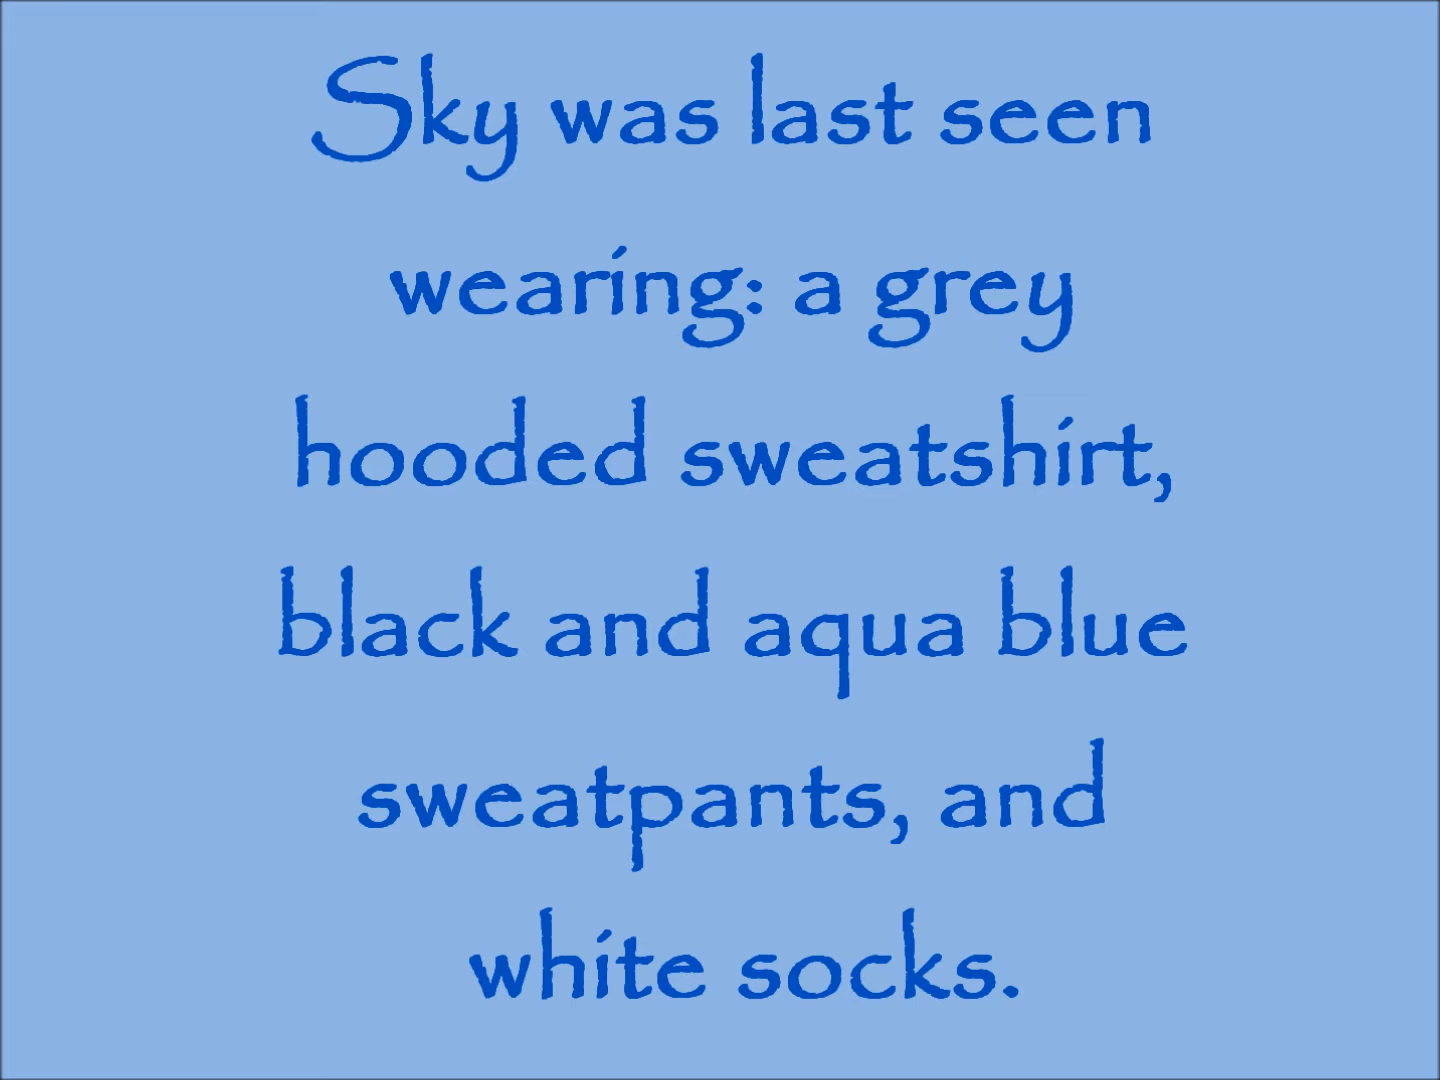 Sky was last seen
wearing: a grey
hooded sweatshirt,
black and aqua blue
sweatpants, and
white socks.